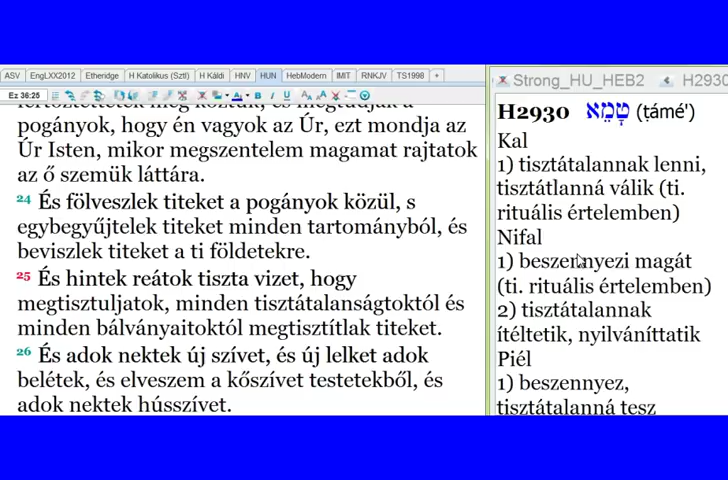 ASV EngLXX2012 Etheridge H Katolikus (Sztl) H Káldi HNV HUN HebModern IMIT RNKJV TS1998 +
Ez 36:25
pogányok, hogy én vagyok az Úr, ezt mondja az
Úr Isten, mikor megszentelem magamat rajtatok
az ő szemük láttára.
24 És fölveszlek titeket a pogányok közül, s
egybegyűjtelek titeket minden tartományból, és
beviszlek titeket a ti földetekre.
25 És hintek reátok tiszta vizet, hogy
megtisztuljatok, minden tisztátalanságtoktól és
minden bálványaitoktól megtisztítlak titeket.
26 És adok nektek új szívet, és új lelket adok
belétek, és elveszem a kőszívet testetekből, és
adok nektek hússzívet.
Strong_HU_HEB2 H2930
H2930 טָמֵא (ṭámé')
Kal
1) tisztátalannak lenni,
tisztátlanná válik (ti.
rituális értelemben)
Nifal
1) beszennyezi magát
(ti. rituális értelemben)
2) tisztátalannak
ítéltetik, nyilváníttatik
Piél
1) beszennyez,
tisztátalanná tesz